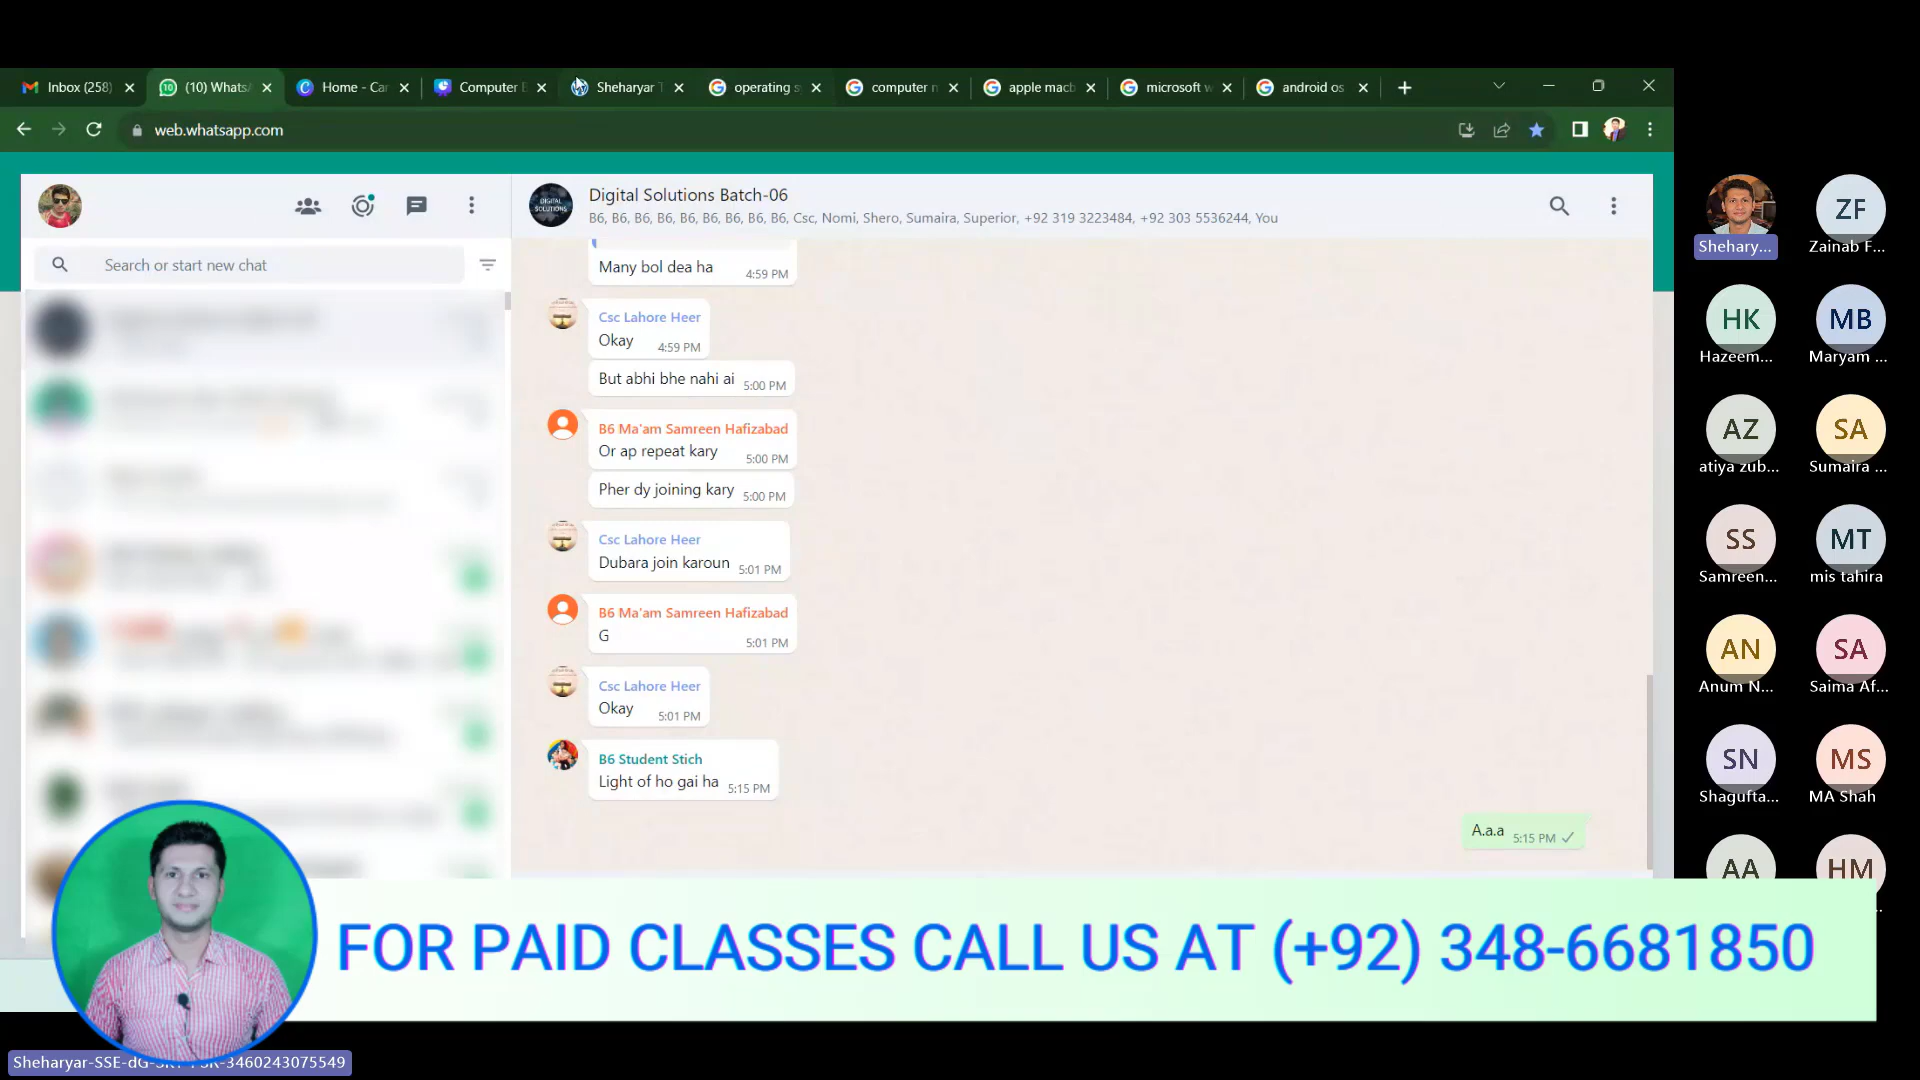 Inbox (258)
(10) Whats
Home - Car
Computer
Sheharyar T
operating s
computer n
apple macb
microsoft w
android os
web.whatsapp.com
Digital Solutions Batch-06
B6, B6, B6, B6, B6, B6, B6, B6, B6, Csc, Nomi, Shero, Sumaira, Superior, +92 319 3223484, +92 303 5536244, You
DIGITAL
SOLUTIONS
Search or start new chat
Many bol dea ha 4:59 PM
Csc Lahore Heer
Okay 4:59 PM
But abhi bhe nahi ai 5:00 PM
B6 Ma'am Samreen Hafizabad
Or ap repeat kary 5:00 PM
Pher dy joining kary 5:00 PM
Csc Lahore Heer
Dubara join karoun 5:01 PM
B6 Ma'am Samreen Hafizabad
G 5:01 PM
Csc Lahore Heer
Okay 5:01 PM
B6 Student Stich
Light of ho gai ha 5:15 PM
A.a.a 5:15 PM
Shehary...
ZF
Zainab F...
HK
Hazeem...
MB
Maryam ...
AZ
atiya zub...
SA
Sumaira ...
SS
Samreen...
MT
mis tahira
AN
Anum N...
SA
Saima Af...
SN
Shagufta...
MS
MA Shah
AA
HM
FOR PAID CLASSES CALL US AT (+92) 348-6681850